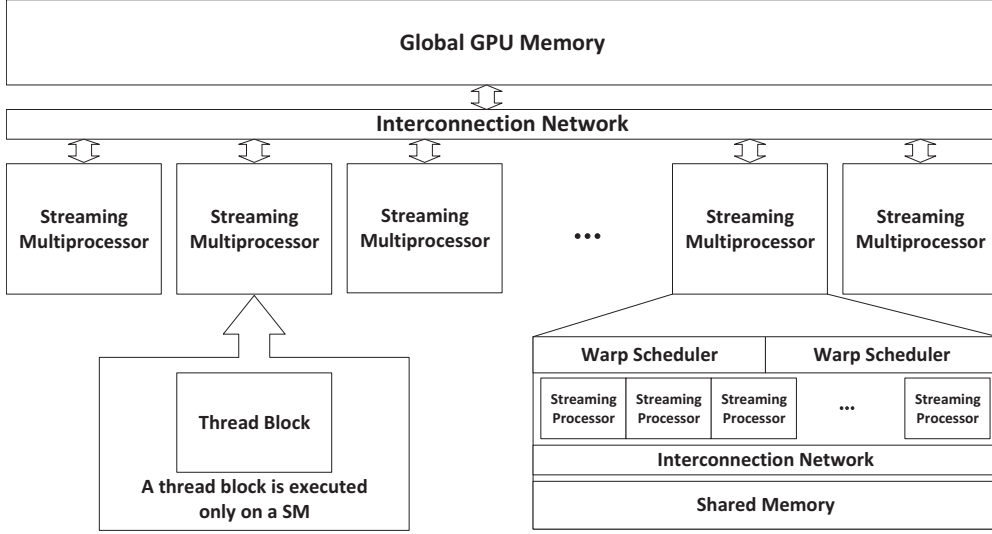 Global GPU Memory
Interconnection Network
Streaming
Multiprocessor
Streaming
Multiprocessor
Streaming
Multiprocessor
...
Streaming
Multiprocessor
Streaming
Multiprocessor
Thread Block
A thread block is executed
only on a SM
Warp Scheduler
Warp Scheduler
Streaming
Processor
Streaming
Processor
Streaming
Processor
...
Streaming
Processor
Interconnection Network
Shared Memory